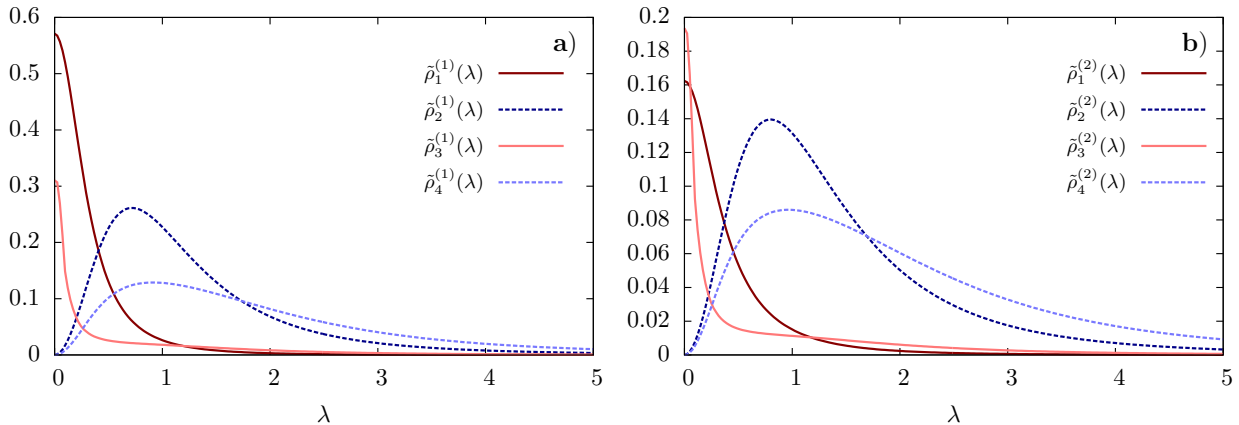 0.6
0.5
0.4
0.3
0.2
0.1
0
0 1 2 3 4 5
λ
a)
ρ̃₁⁽¹⁾(λ)
ρ̃₂⁽¹⁾(λ)
ρ̃₃⁽¹⁾(λ)
ρ̃₄⁽¹⁾(λ)
0.2
0.18
0.16
0.14
0.12
0.1
0.08
0.06
0.04
0.02
0
0 1 2 3 4 5
λ
b)
ρ̃₁⁽²⁾(λ)
ρ̃₂⁽²⁾(λ)
ρ̃₃⁽²⁾(λ)
ρ̃₄⁽²⁾(λ)